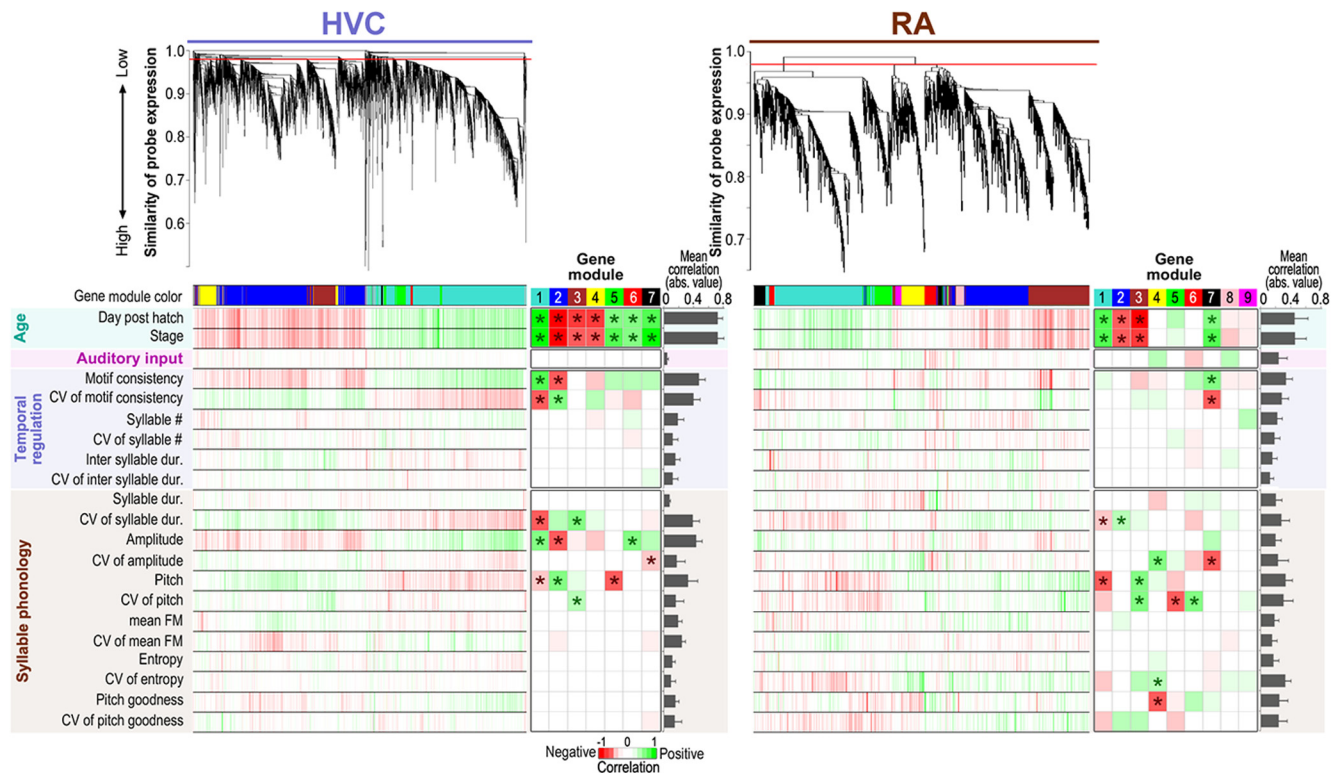 HVC
RA
Low
High
Similarity of probe expression
1.0
0.9
0.8
0.7
0.6
Similarity of probe expression
1.0
0.9
0.8
0.7
Gene
module
Mean
correlation
(abs. value)
Gene
module
Mean
correlation
(abs. value)
Gene module color
1 2 3 4 5 6 7
0 0.4 0.8
1 2 3 4 5 6 7 8 9
0 0.4 0.8
Age
Day post hatch
* * * * * * *
* * * *
Stage
* * * * * * *
* * * *
Auditory input
Temporal
regulation
Motif consistency
* *
*
CV of motif consistency
* *
*
Syllable #
CV of syllable #
Inter syllable dur.
CV of inter syllable dur.
Syllable phonology
Syllable dur.
CV of syllable dur.
* *
* *
Amplitude
* * *
CV of amplitude
*
* *
Pitch
* * *
* *
CV of pitch
*
* * *
mean FM
CV of mean FM
Entropy
CV of entropy
*
Pitch goodness
*
CV of pitch goodness
-1 0 1
Negative Positive
Correlation